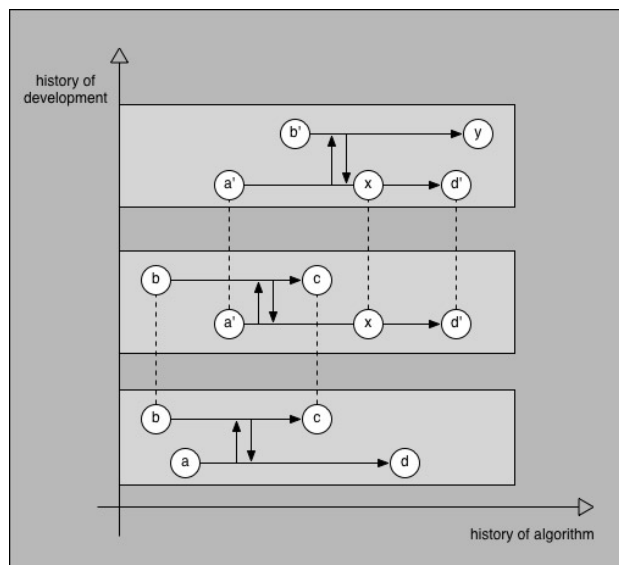 history of
development
b' y
a' x d'
b c
a' x d'
b c
a d
history of algorithm